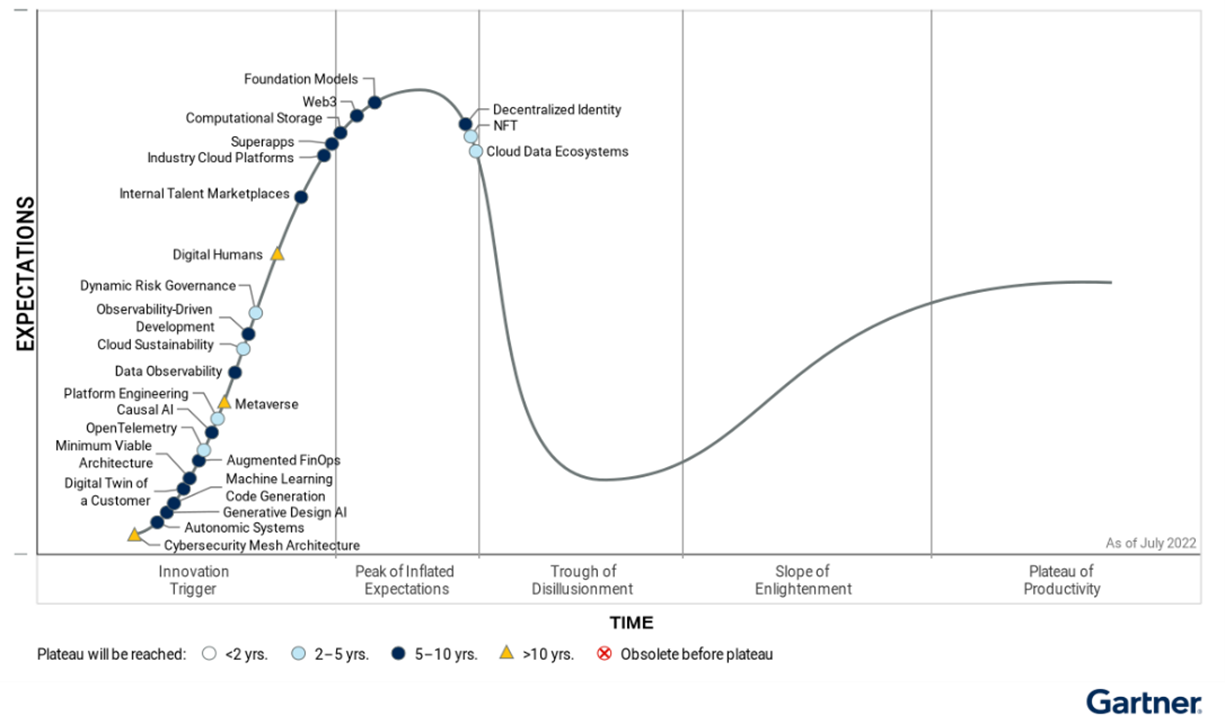 EXPECTATIONS
Foundation Models
Web3
Computational Storage
Superapps
Industry Cloud Platforms
Internal Talent Marketplaces
Digital Humans
Dynamic Risk Governance
Observability-Driven
Development
Cloud Sustainability
Data Observability
Platform Engineering
Causal AI
OpenTelemetry
Minimum Viable
Architecture
Digital Twin of
a Customer
Metaverse
Augmented FinOps
Machine Learning
Code Generation
Generative Design AI
Autonomic Systems
Cybersecurity Mesh Architecture
Decentralized Identity
NFT
Cloud Data Ecosystems
As of July 2022
Innovation
Trigger
Peak of Inflated
Expectations
Trough of
Disillusionment
Slope of
Enlightenment
Plateau of
Productivity
TIME
Plateau will be reached: <2 yrs. 2–5 yrs. 5–10 yrs. >10 yrs. Obsolete before plateau
Gartner